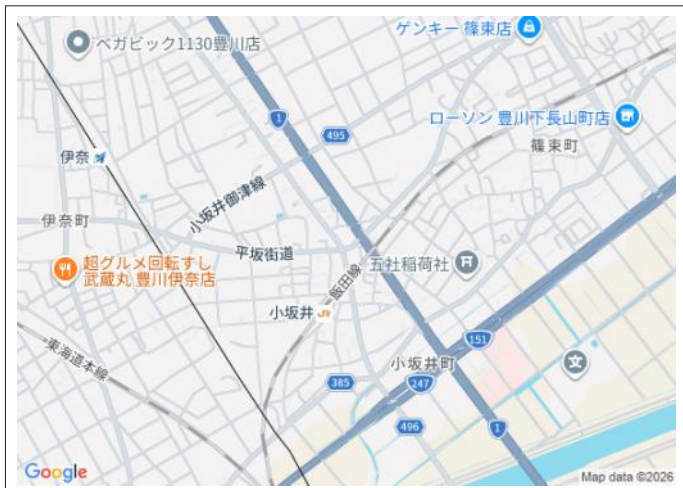 ゲンキー 篠束店
ベガビック1130豊川店
1
495
ローソン 豊川下長山町店
篠束町
伊奈
小坂井御津線
伊奈町
平坂街道
超グルメ回転すし
武蔵丸 豊川伊奈店
五社稲荷社
飯田線
小坂井
JR
151
東海道本線
小坂井町
文
385
247
496
1
Google
Map data ©2026